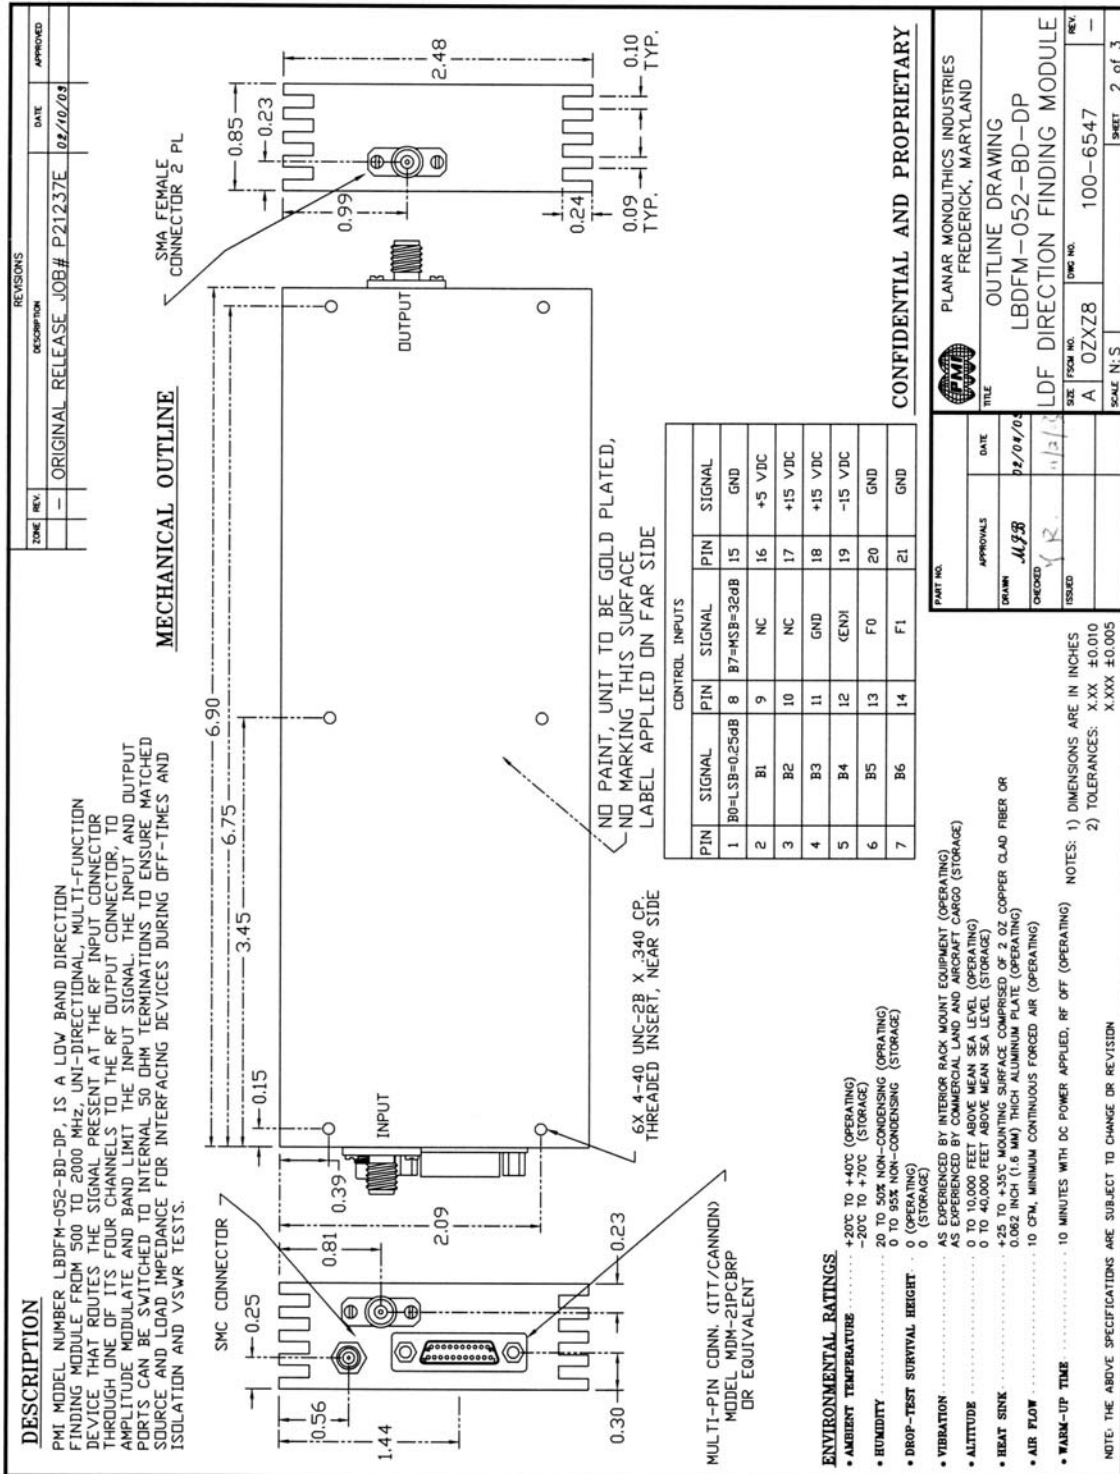 REVISIONS
ZONE REV. DESCRIPTION DATE APPROVED
— ORIGINAL RELEASE JOB# P21237E 02/10/03
DESCRIPTION
PMI MODEL NUMBER LBDFM-052-BD-DP, IS A LOW BAND DIRECTION
FINDING MODULE FROM 500 TO 2000 MHz, UNI-DIRECTIONAL, MULTI-FUNCTION
DEVICE THAT ROUTES THE SIGNAL PRESENT AT THE RF INPUT CONNECTOR
THROUGH ONE OF ITS FOUR CHANNELS TO THE RF OUTPUT CONNECTOR, TO
AMPLITUDE MODULATE AND BAND LIMIT THE INPUT SIGNAL. THE INPUT AND OUTPUT
PORTS CAN BE SWITCHED TO INTERNAL 50 OHM TERMINATIONS TO ENSURE MATCHED
SOURCE AND LOAD IMPEDANCE FOR INTERFACING DEVICES DURING OFF-TIMES AND
ISOLATION AND VSWR TESTS.
MECHANICAL OUTLINE
SMC CONNECTOR
SMA FEMALE
CONNECTOR 2 PL
0.25
0.56
1.44
0.81
0.30
0.23
0.39
2.09
0.15
3.45
6.75
6.90
INPUT
OUTPUT
0.85
0.23
0.99
2.48
0.24
0.09
TYP.
0.10
TYP.
MULTI-PIN CONN. (ITT/CANNON)
MODEL MDM-21PCBRP
OR EQUIVALENT
6X 4-40 UNC-2B X .340 CP.
THREADED INSERT, NEAR SIDE
NO PAINT, UNIT TO BE GOLD PLATED,
NO MARKING THIS SURFACE
LABEL APPLIED ON FAR SIDE
CONTROL INPUTS
PIN SIGNAL PIN SIGNAL PIN SIGNAL
1 B0=LSB=0.25dB 8 B7=MSB=32dB 15 GND
2 B1 9 NC 16 +5 VDC
3 B2 10 NC 17 +15 VDC
4 B3 11 GND 18 +15 VDC
5 B4 12 (EN)! 19 -15 VDC
6 B5 13 F0 20 GND
7 B6 14 F1 21 GND
CONFIDENTIAL AND PROPRIETARY
ENVIRONMENTAL RATINGS
• AMBIENT TEMPERATURE +20°C TO +40°C (OPERATING)
-20°C TO +70°C (STORAGE)
• HUMIDITY 20 TO 50% NON-CONDENSING (OPRATING)
0 TO 95% NON-CONDENSING (STORAGE)
• DROP-TEST SURVIVAL HEIGHT 0 (OPERATING)
0 (STORAGE)
• VIBRATION AS EXPERIENCED BY INTERIOR RACK MOUNT EQUIPMENT (OPERATING)
AS EXPERIENCED BY COMMERCIAL LAND AND AIRCRAFT CARGO (STORAGE)
• ALTITUDE 0 TO 10,000 FEET ABOVE MEAN SEA LEVEL (OPERATING)
0 TO 40,000 FEET ABOVE MEAN SEA LEVEL (STORAGE)
• HEAT SINK +25 TO +35°C MOUNTING SURFACE COMPRISED OF 2 OZ COPPER CLAD FIBER OR
0.062 INCH (1.6 MM) THICH ALUMINUM PLATE (OPERATING)
• AIR FLOW 10 CFM, MINIMUM CONTINUOUS FORCED AIR (OPERATING)
• WARM-UP TIME 10 MINUTES WITH DC POWER APPLIED, RF OFF (OPERATING)
NOTES: 1) DIMENSIONS ARE IN INCHES
2) TOLERANCES: X.XX ±0.010
X.XXX ±0.005
NOTE: THE ABOVE SPECIFICATIONS ARE SUBJECT TO CHANGE OR REVISION
PART NO.
APPROVALS DATE
DRAWN MJB
CHECKED
ISSUED
PMI
PLANAR MONOLITHICS INDUSTRIES
FREDERICK, MARYLAND
TITLE
OUTLINE DRAWING
LBDFM-052-BD-DP
LDF DIRECTION FINDING MODULE
SIZE FSCM NO. DWG NO. REV.
A 0ZXZ8 100-6547 —
SCALE N:S SHEET 2 of 3